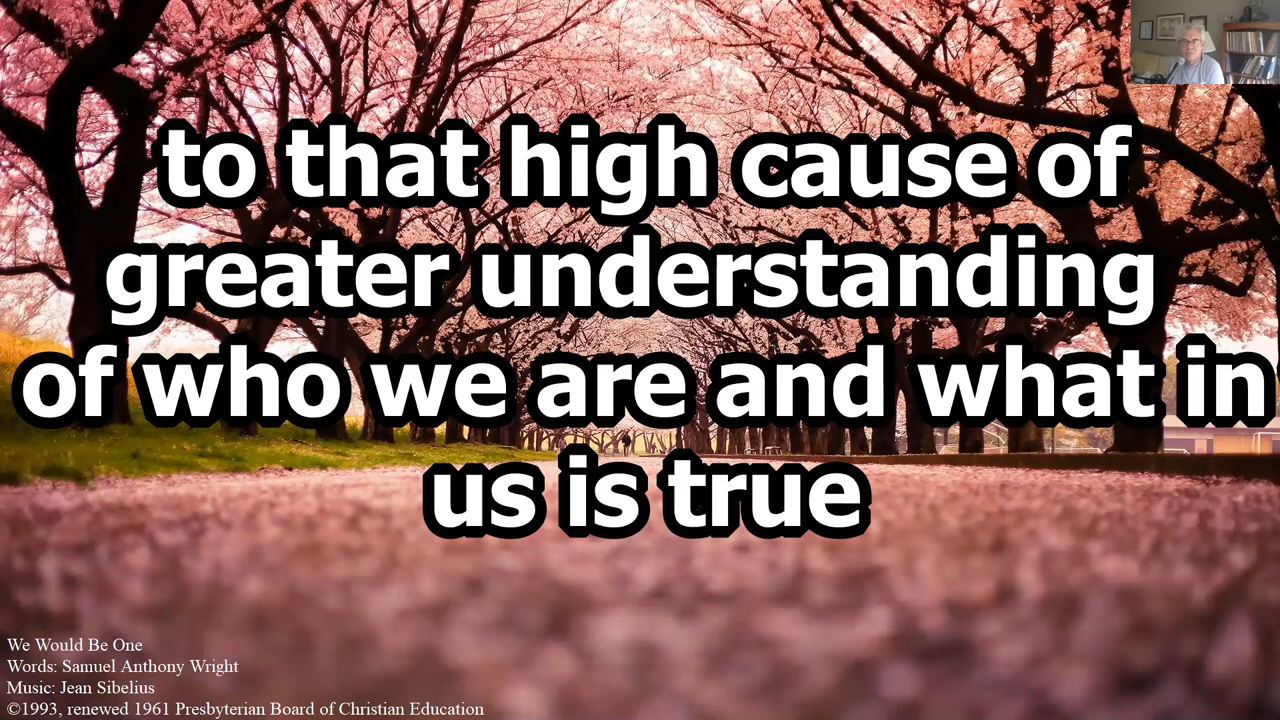 to that high cause of
greater understanding
of who we are and what in
us is true
We Would Be One
Words: Samuel Anthony Wright
Music: Jean Sibelius
©1993, renewed 1961 Presbyterian Board of Christian Education